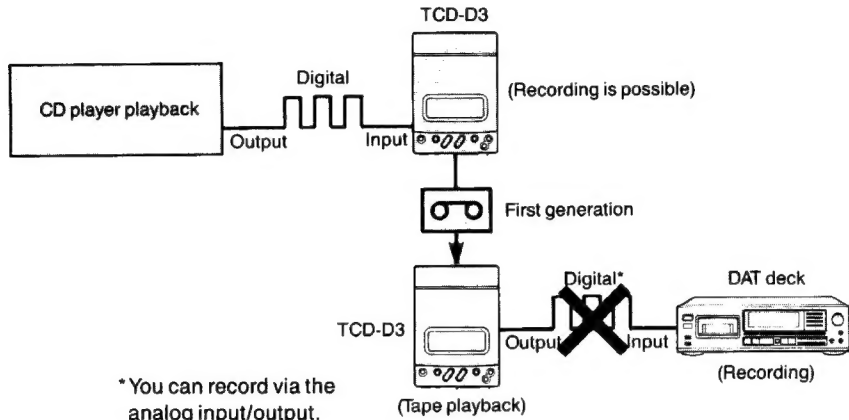 TCD-D3
Digital
CD player playback
(Recording is possible)
Output
Input
First generation
Digital*
DAT deck
TCD-D3
Output
Input
(Recording)
*You can record via the
analog input/output.
(Tape playback)